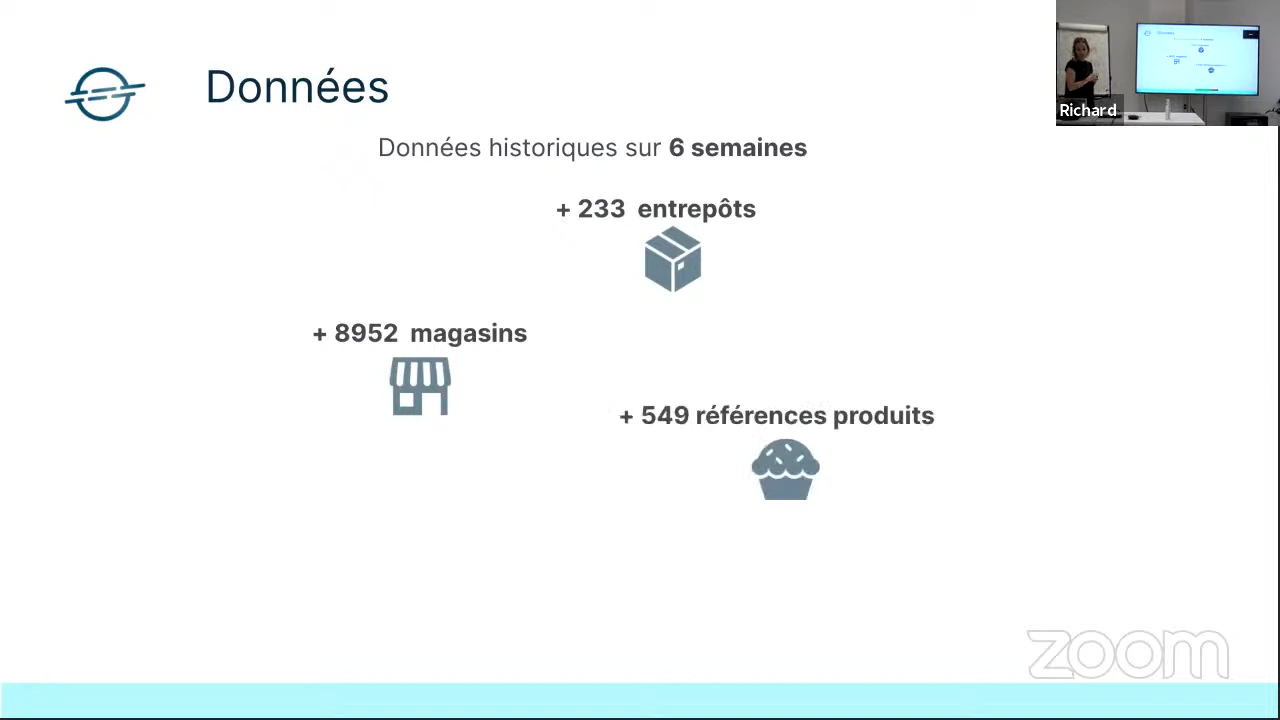 Données
Données historiques sur 6 semaines
+ 233 entrepôts
+ 8952 magasins
+ 549 références produits
Richard
zoom